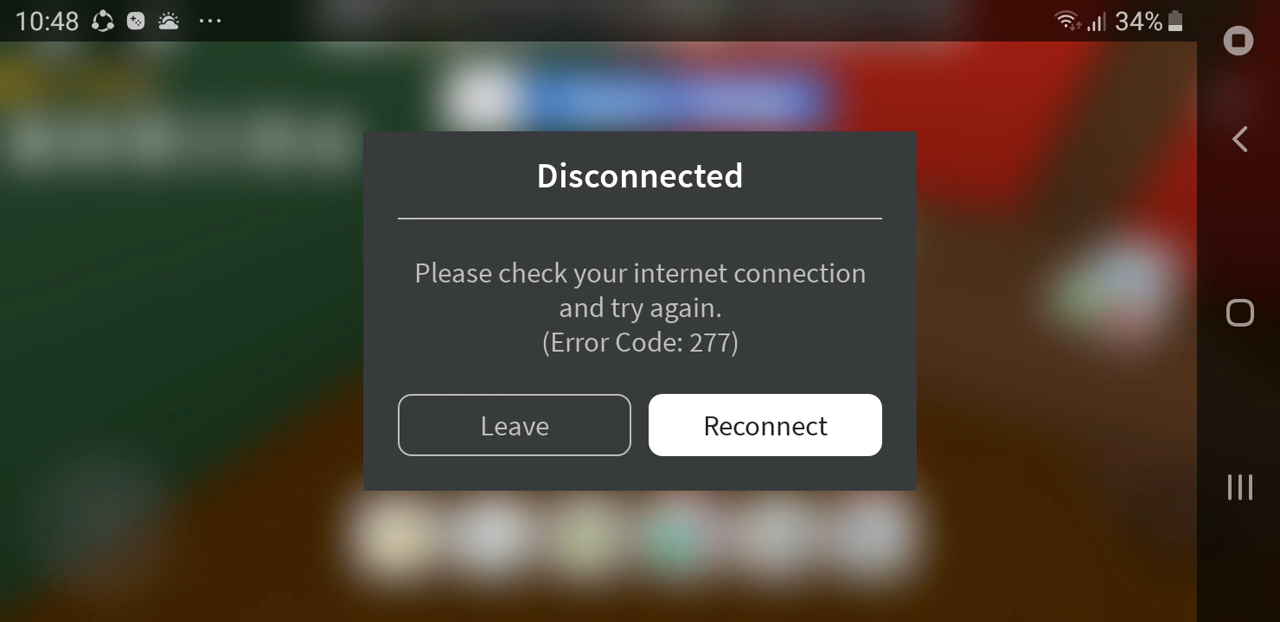 10:48
34%
Disconnected
Please check your internet connection
and try again.
(Error Code: 277)
Leave
Reconnect